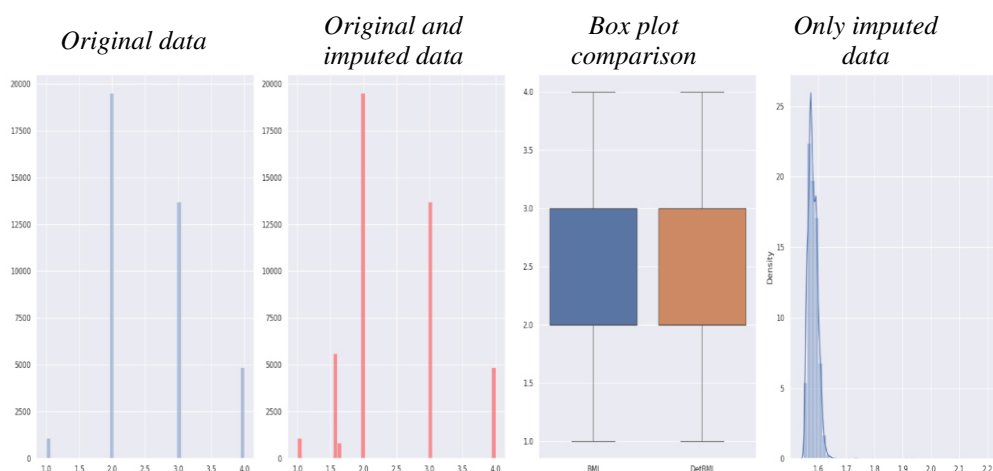 Original data
Original and
imputed data
Box plot
comparison
Only imputed
data
20000
17500
15000
12500
10000
7500
5000
2500
0
1.0 1.5 2.0 2.5 3.0 3.5 4.0
20000
17500
15000
12500
10000
7500
5000
2500
0
1.0 1.5 2.0 2.5 3.0 3.5 4.0
4.0
3.5
3.0
2.5
2.0
1.5
1.0
BMI DetBMI
Density
25
20
15
10
5
0
1.6 1.7 1.8 1.9 2.0 2.1 2.2